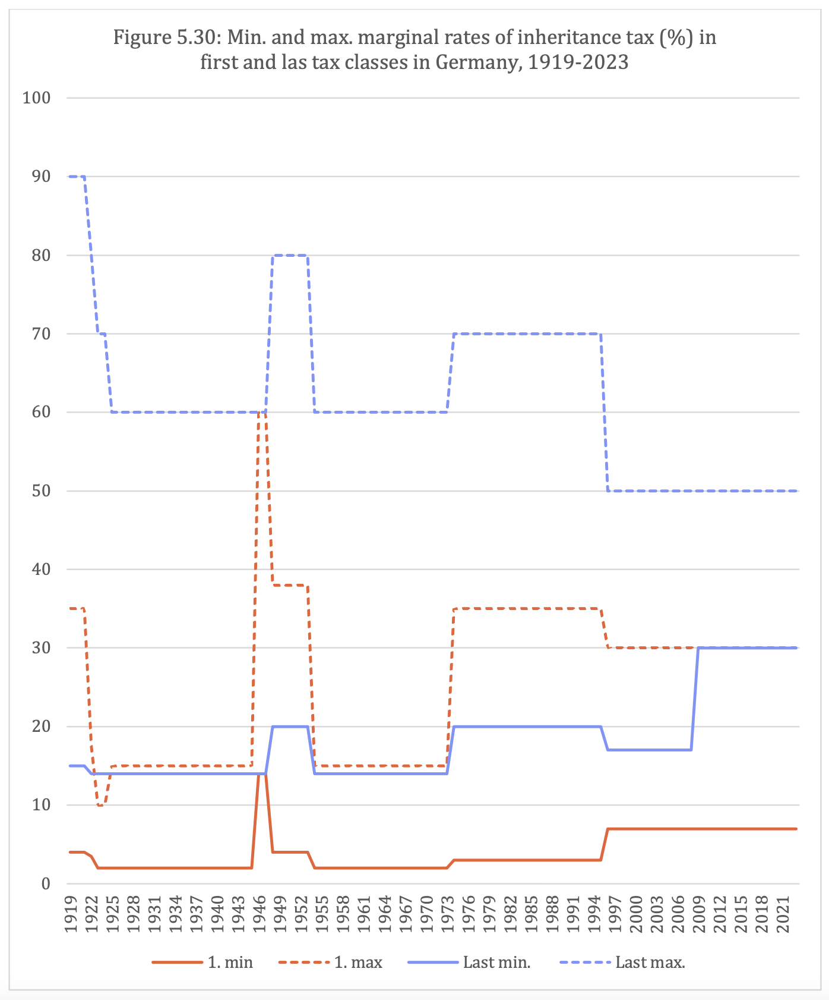 Figure 5.30: Min. and max. marginal rates of inheritance tax (%) in
first and las tax classes in Germany, 1919-2023
100
90
80
70
60
50
40
30
20
10
0
1919 1922 1925 1928 1931 1934 1937 1940 1943 1946 1949 1952 1955 1958 1961 1964 1967 1970 1973 1976 1979 1982 1985 1988 1991 1994 1997 2000 2003 2006 2009 2012 2015 2018 2021
1. min 1. max Last min. Last max.